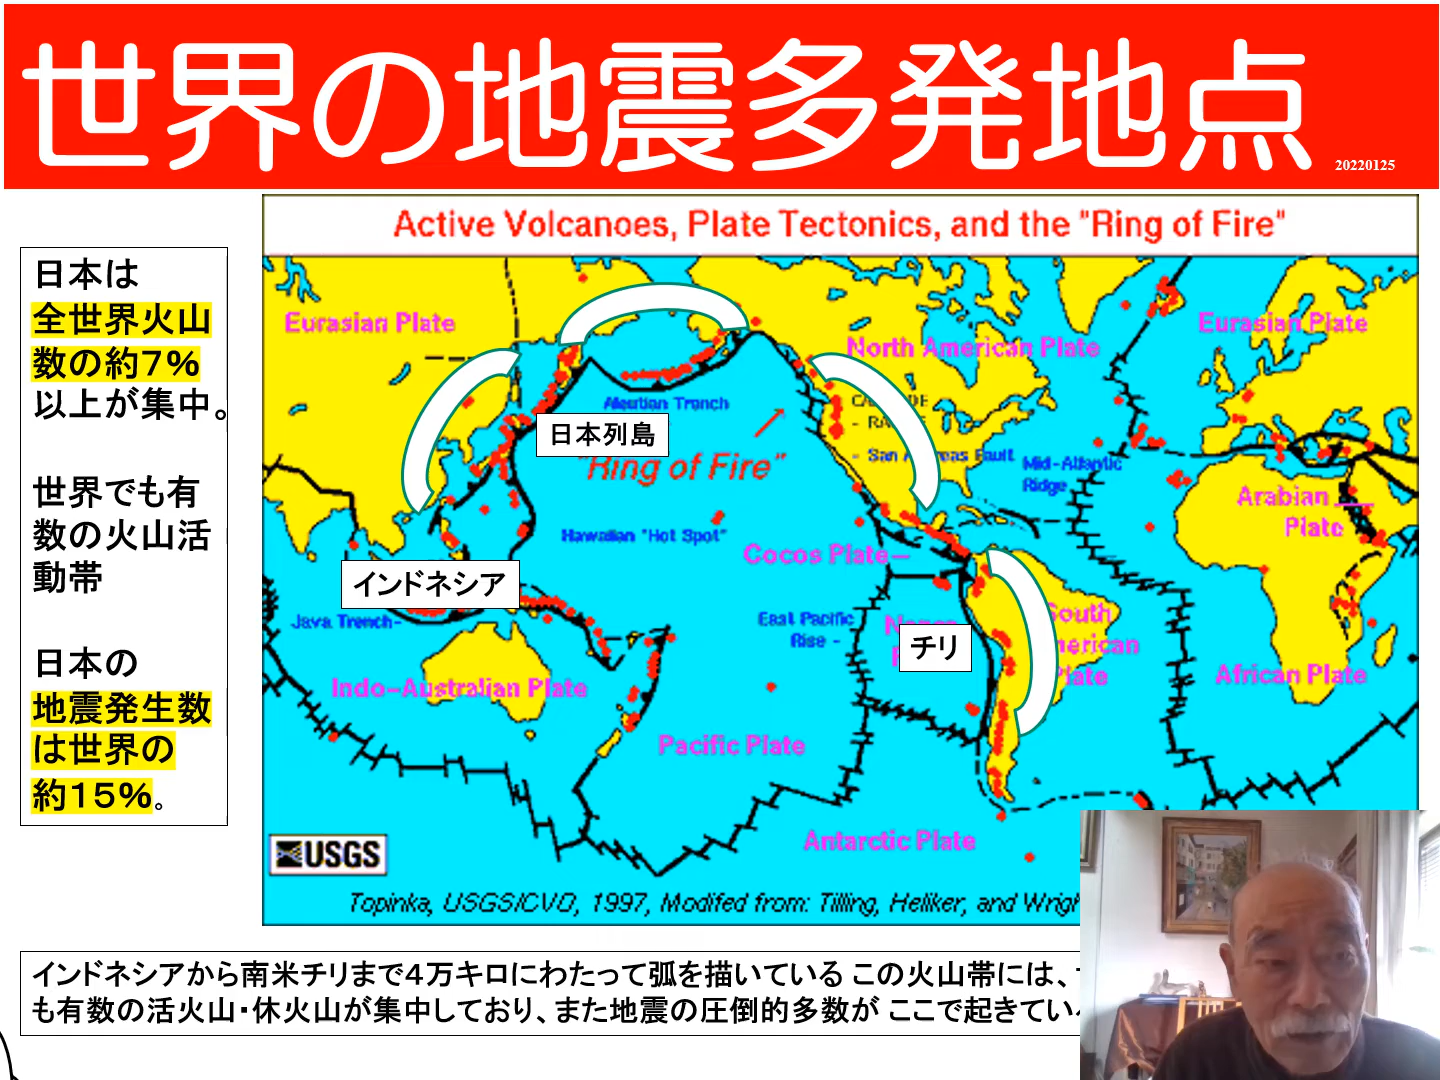 世界の地震多発地点
20220125
Active Volcanoes, Plate Tectonics, and the "Ring of Fire"
日本は
全世界火山
数の約7%
以上が集中。
世界でも有
数の火山活
動帯
日本の
地震発生数
は世界の
約15%。
Eurasian Plate
North American Plate
Eurasian Plate
Aleutian Trench
日本列島
"Ring of Fire"
San Andreas Fault
Mid-Atlantic
Ridge
Arabian
Plate
Hawaiian "Hot Spot"
Cocos Plate
インドネシア
Java Trench
East Pacific
Rise
チリ
South
American
Plate
African Plate
Indo-Australian Plate
Pacific Plate
Antarctic Plate
USGS
Topinka, USGS/CVO, 1997, Modifed from: Tilling, Heliker, and
インドネシアから南米チリまで4万キロにわたって弧を描いている この火山帯には、
も有数の活火山・休火山が集中しており、また地震の圧倒的多数が ここで起きてい